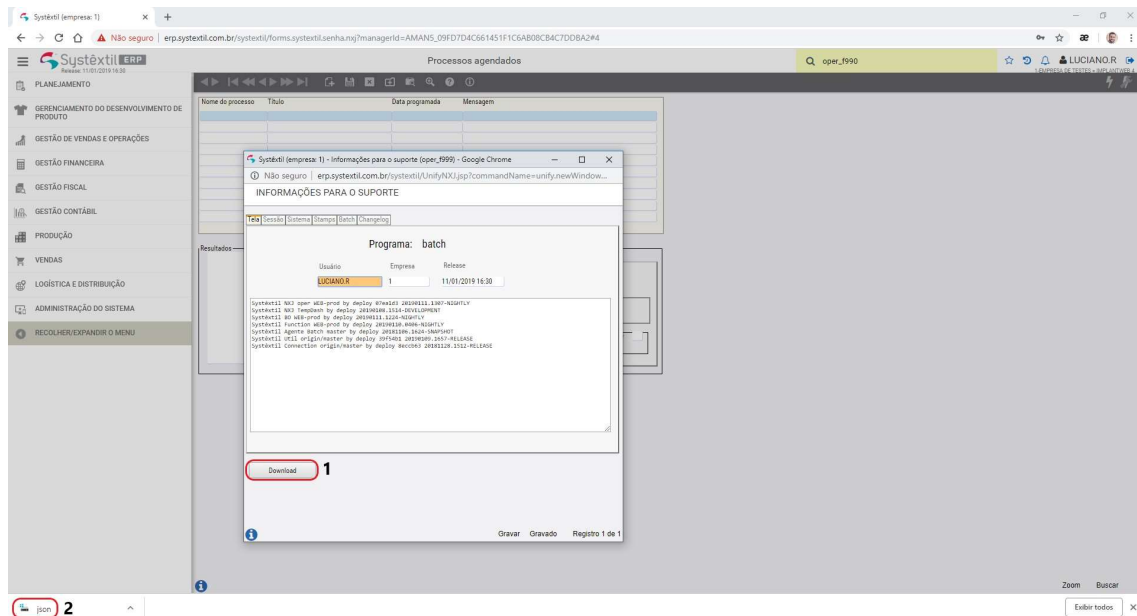 Systêxtil (empresa: 1)
Não seguro | erp.systextil.com.br/systextil/forms.systextil.senha.nxj?managerId=AMAN5_09FD7D4C661451F1C6AB08CB4C7DDBA2#4
Systêxtil ERP
Release: 11/01/2019 16:30
Processos agendados
oper_f990
LUCIANO.R
1-EMPRESA DE TESTES + IMPLANTWEB 4
PLANEJAMENTO
GERENCIAMENTO DO DESENVOLVIMENTO DE
PRODUTO
GESTÃO DE VENDAS E OPERAÇÕES
GESTÃO FINANCEIRA
GESTÃO FISCAL
GESTÃO CONTÁBIL
PRODUÇÃO
VENDAS
LOGÍSTICA E DISTRIBUIÇÃO
ADMINISTRAÇÃO DO SISTEMA
RECOLHER/EXPANDIR O MENU
Nome do processo Título Data programada Mensagem
Resultados
Systêxtil (empresa: 1) - Informações para o suporte (oper_f999) - Google Chrome
Não seguro | erp.systextil.com.br/systextil/UnifyNXJ.jsp?commandName=unify.newWindow...
INFORMAÇÕES PARA O SUPORTE
Tela Sessão Sistema Stamps Batch Changelog
Programa: batch
Usuário Empresa Release
LUCIANO.R 1 11/01/2019 16:30
Systêxtil NXJ oper WEB-prod by deploy 07ea1d3 20190111.1307-NIGHTLY
Systêxtil NXJ TempDash by deploy 20190108.1514-DEVELOPMENT
Systêxtil BO WEB-prod by deploy 20190111.1224-NIGHTLY
Systêxtil Function WEB-prod by deploy 20190110.0406-NIGHTLY
Systêxtil Agente Batch master by deploy 20181106.1624-SNAPSHOT
Systêxtil Util origin/master by deploy 39f54b1 20190109.1657-RELEASE
Systêxtil Connection origin/master by deploy 8eccb63 20181128.1512-RELEASE
Download 1
Gravar Gravado Registro 1 de 1
Zoom Buscar
json 2
Exibir todos